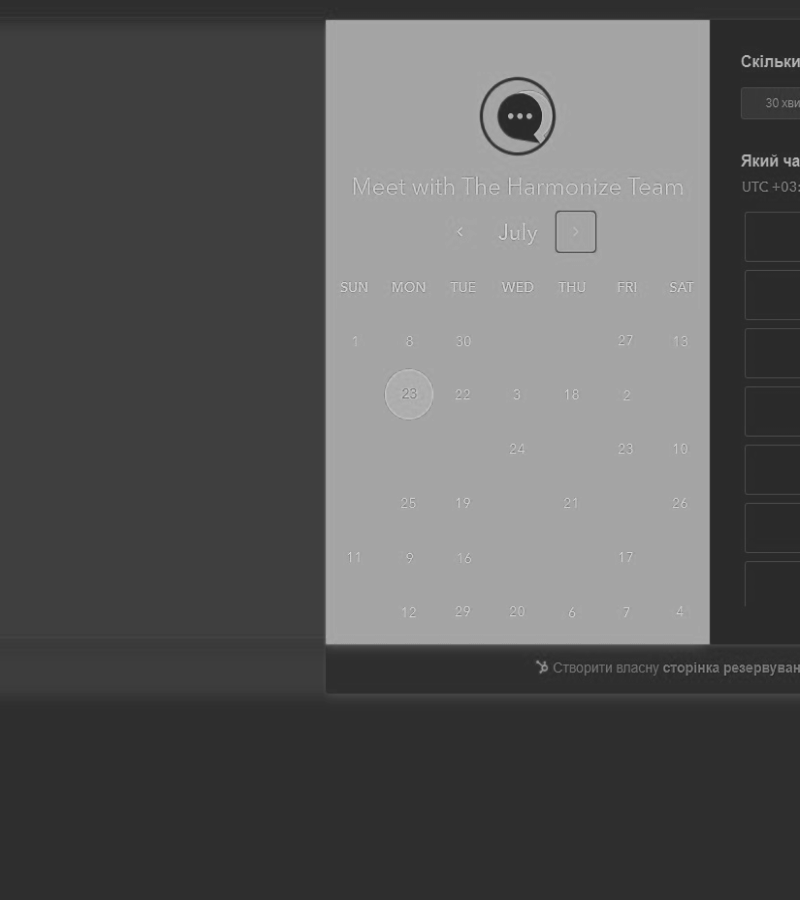 Meet with The Harmonize Team
July
SUN MON TUE WED THU FRI SAT
1 8 30 27 13
23 22 3 18 2
24 23 10
25 19 21 26
11 9 16 17
12 29 20 6 7 4
Скільки
30 хви
Який ча
UTC +03:
Створити власну сторінка резервуван